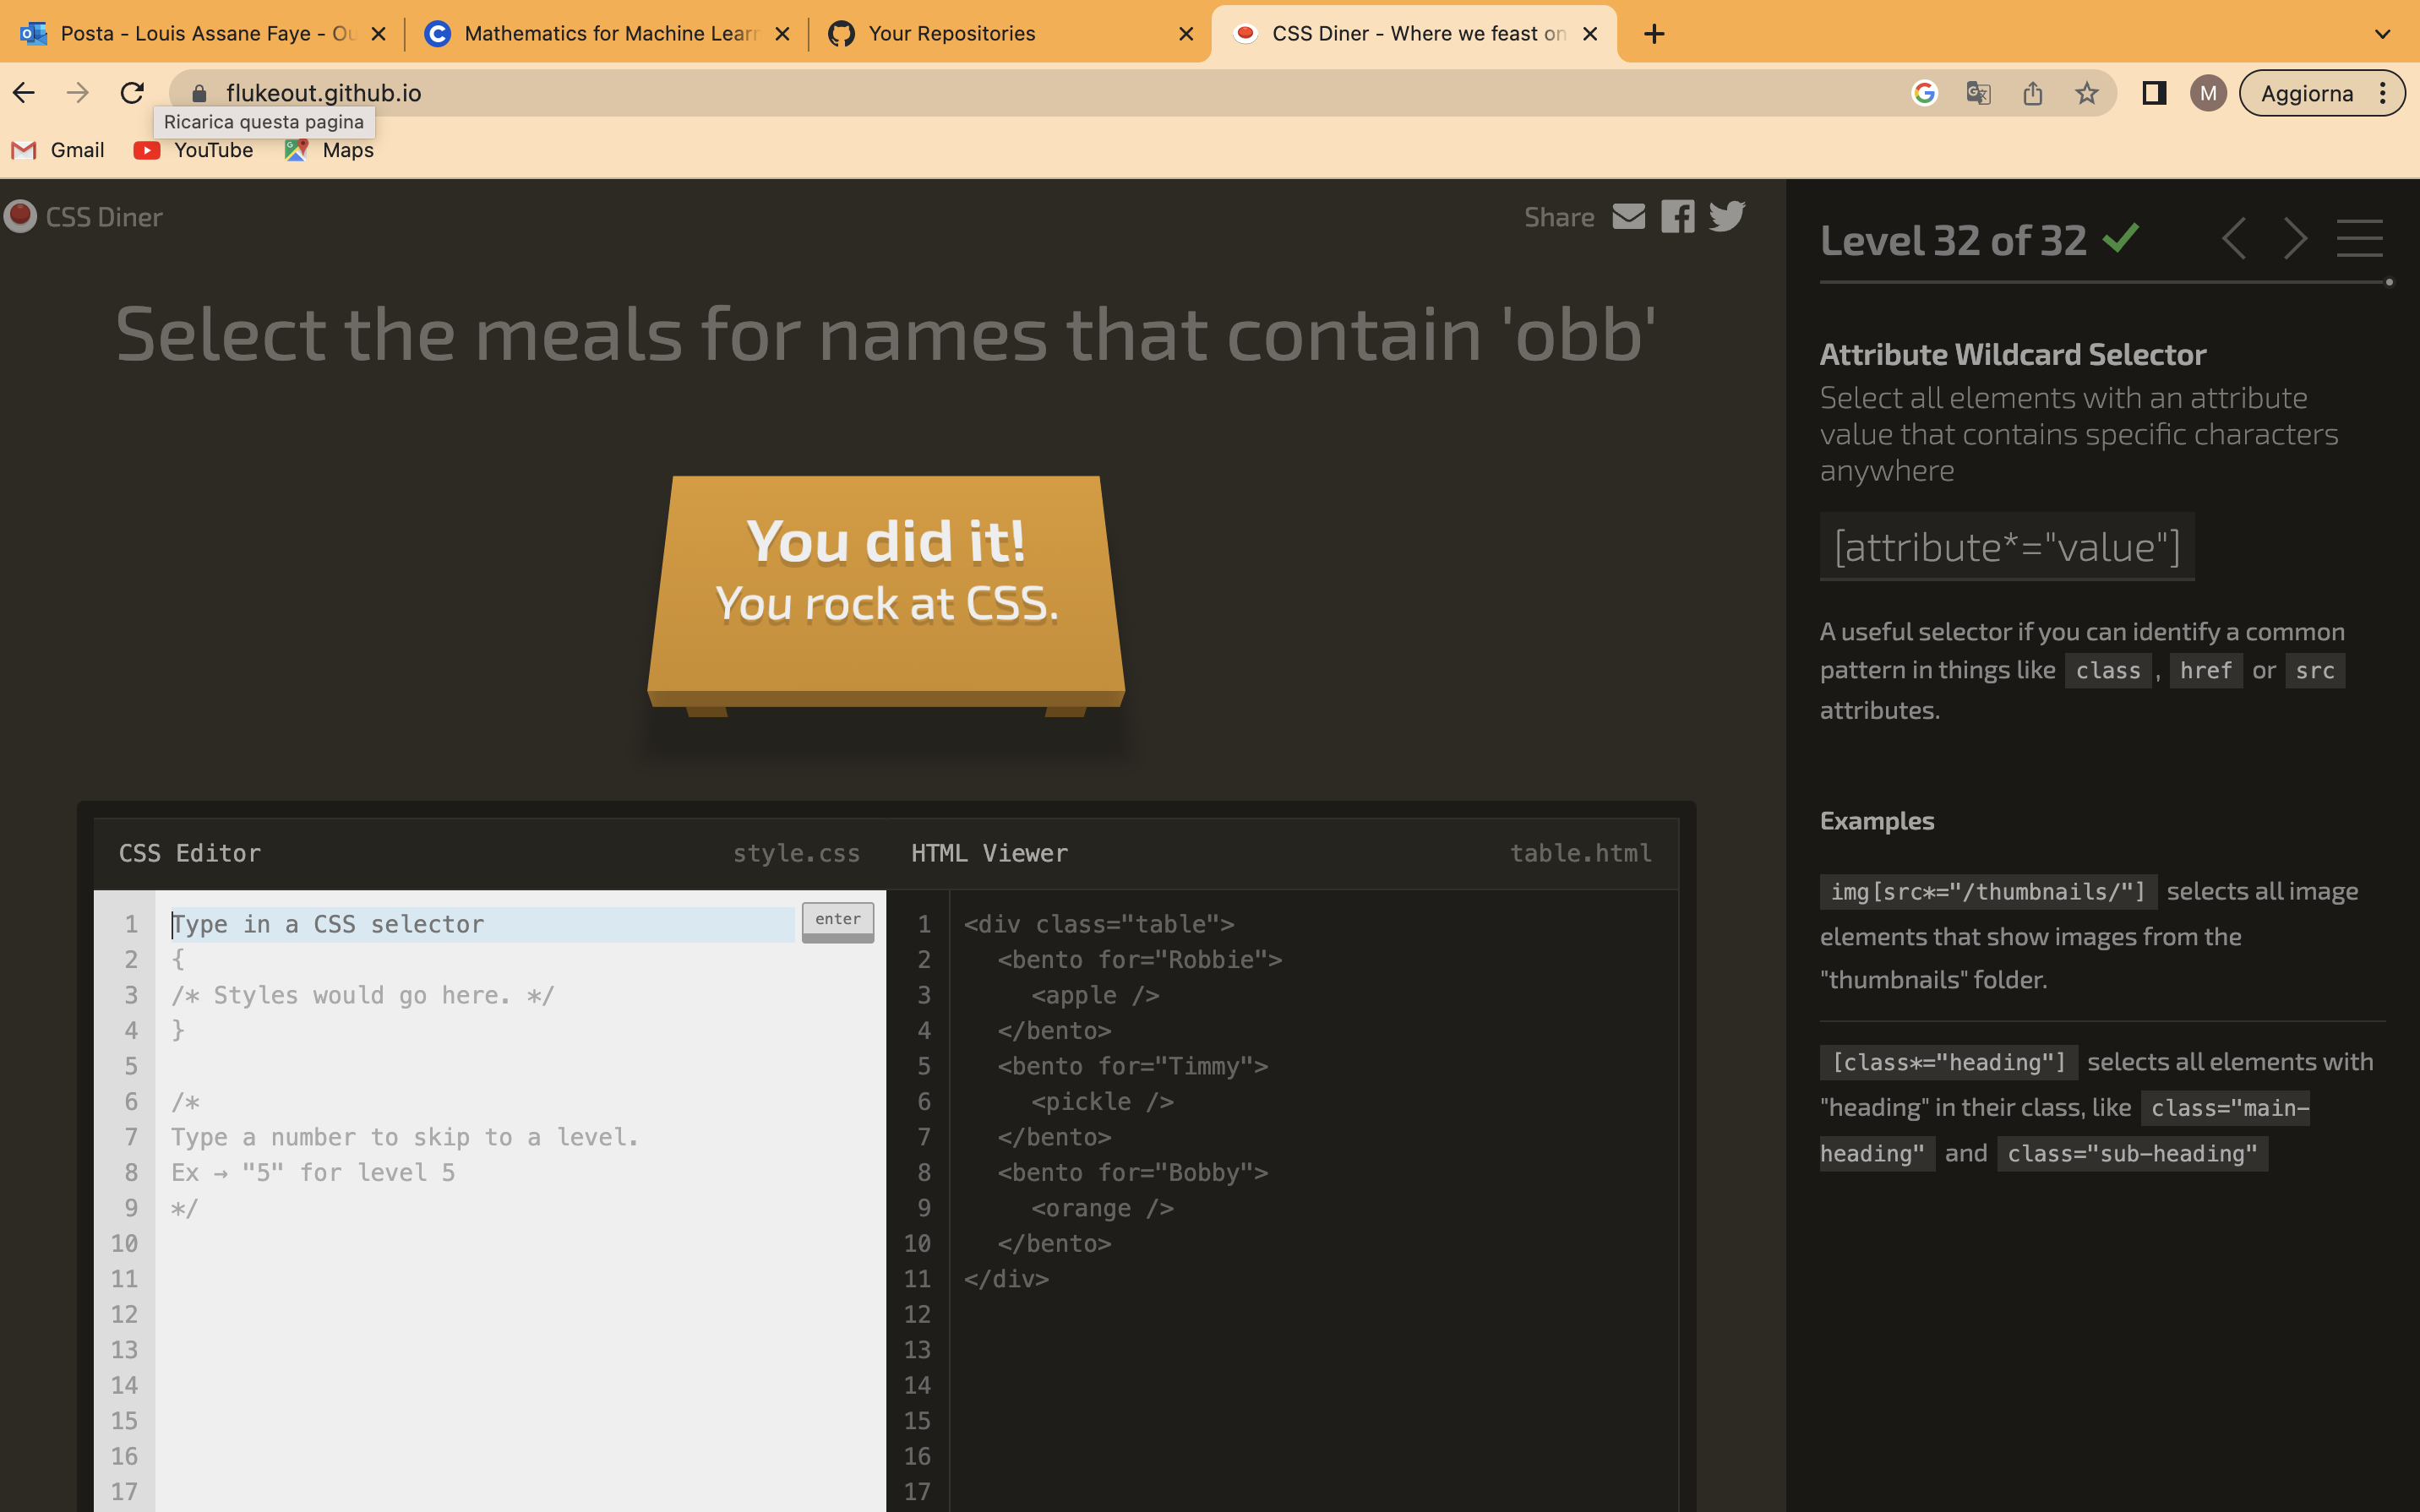 Posta - Louis Assane Faye - Ou
Mathematics for Machine Learn
Your Repositories
CSS Diner - Where we feast on
flukeout.github.io
M
Aggiorna
Ricarica questa pagina
Gmail
YouTube
Maps
CSS Diner
Share
Select the meals for names that contain 'obb'
You did it!
You rock at CSS.
CSS Editor
style.css
1 Type in a CSS selector
enter
2 {
3 /* Styles would go here. */
4 }
5
6 /*
7 Type a number to skip to a level.
8 Ex → "5" for level 5
9 */
10
11
12
13
14
15
16
17
HTML Viewer
table.html
1 <div class="table">
2 <bento for="Robbie">
3 <apple />
4 </bento>
5 <bento for="Timmy">
6 <pickle />
7 </bento>
8 <bento for="Bobby">
9 <orange />
10 </bento>
11 </div>
12
13
14
15
16
17
Level 32 of 32
Attribute Wildcard Selector
Select all elements with an attribute
value that contains specific characters
anywhere
[attribute*="value"]
A useful selector if you can identify a common
pattern in things like class, href or src
attributes.
Examples
img[src*="/thumbnails/"] selects all image
elements that show images from the
"thumbnails" folder.
[class*="heading"] selects all elements with
"heading" in their class, like class="main-
heading" and class="sub-heading"